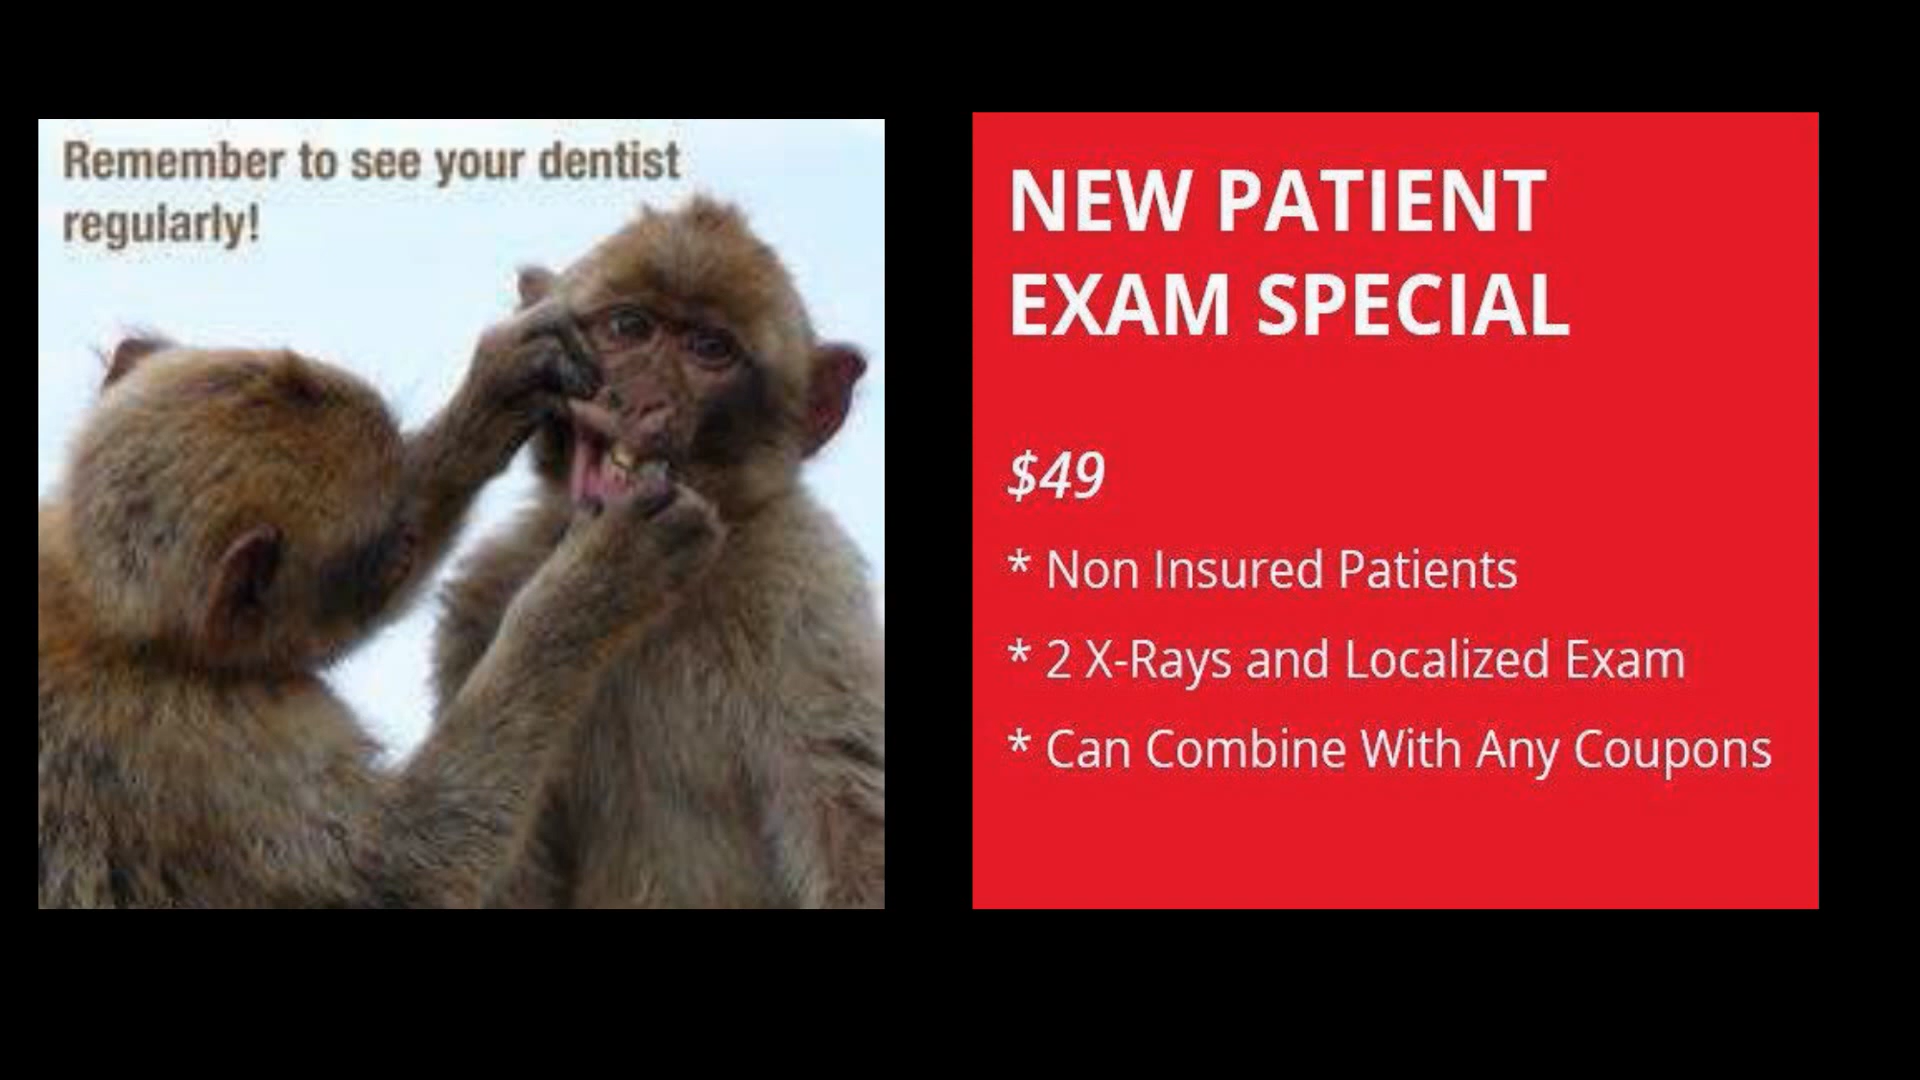 Remember to see your dentist
regularly!
NEW PATIENT
EXAM SPECIAL
$49
* Non Insured Patients
* 2 X-Rays and Localized Exam
* Can Combine With Any Coupons